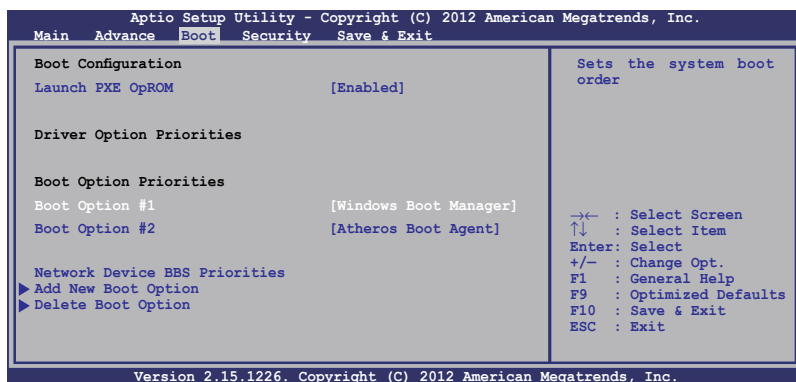 Aptio Setup Utility - Copyright (C) 2012 American Megatrends, Inc.
Main Advance Boot Security Save & Exit
Boot Configuration
Launch PXE OpROM [Enabled]
Driver Option Priorities
Boot Option Priorities
Boot Option #1 [Windows Boot Manager]
Boot Option #2 [Atheros Boot Agent]
Network Device BBS Priorities
Add New Boot Option
Delete Boot Option
Sets the system boot
order
→← : Select Screen
↑↓ : Select Item
Enter: Select
+/— : Change Opt.
F1 : General Help
F9 : Optimized Defaults
F10 : Save & Exit
ESC : Exit
Version 2.15.1226. Copyright (C) 2012 American Megatrends, Inc.